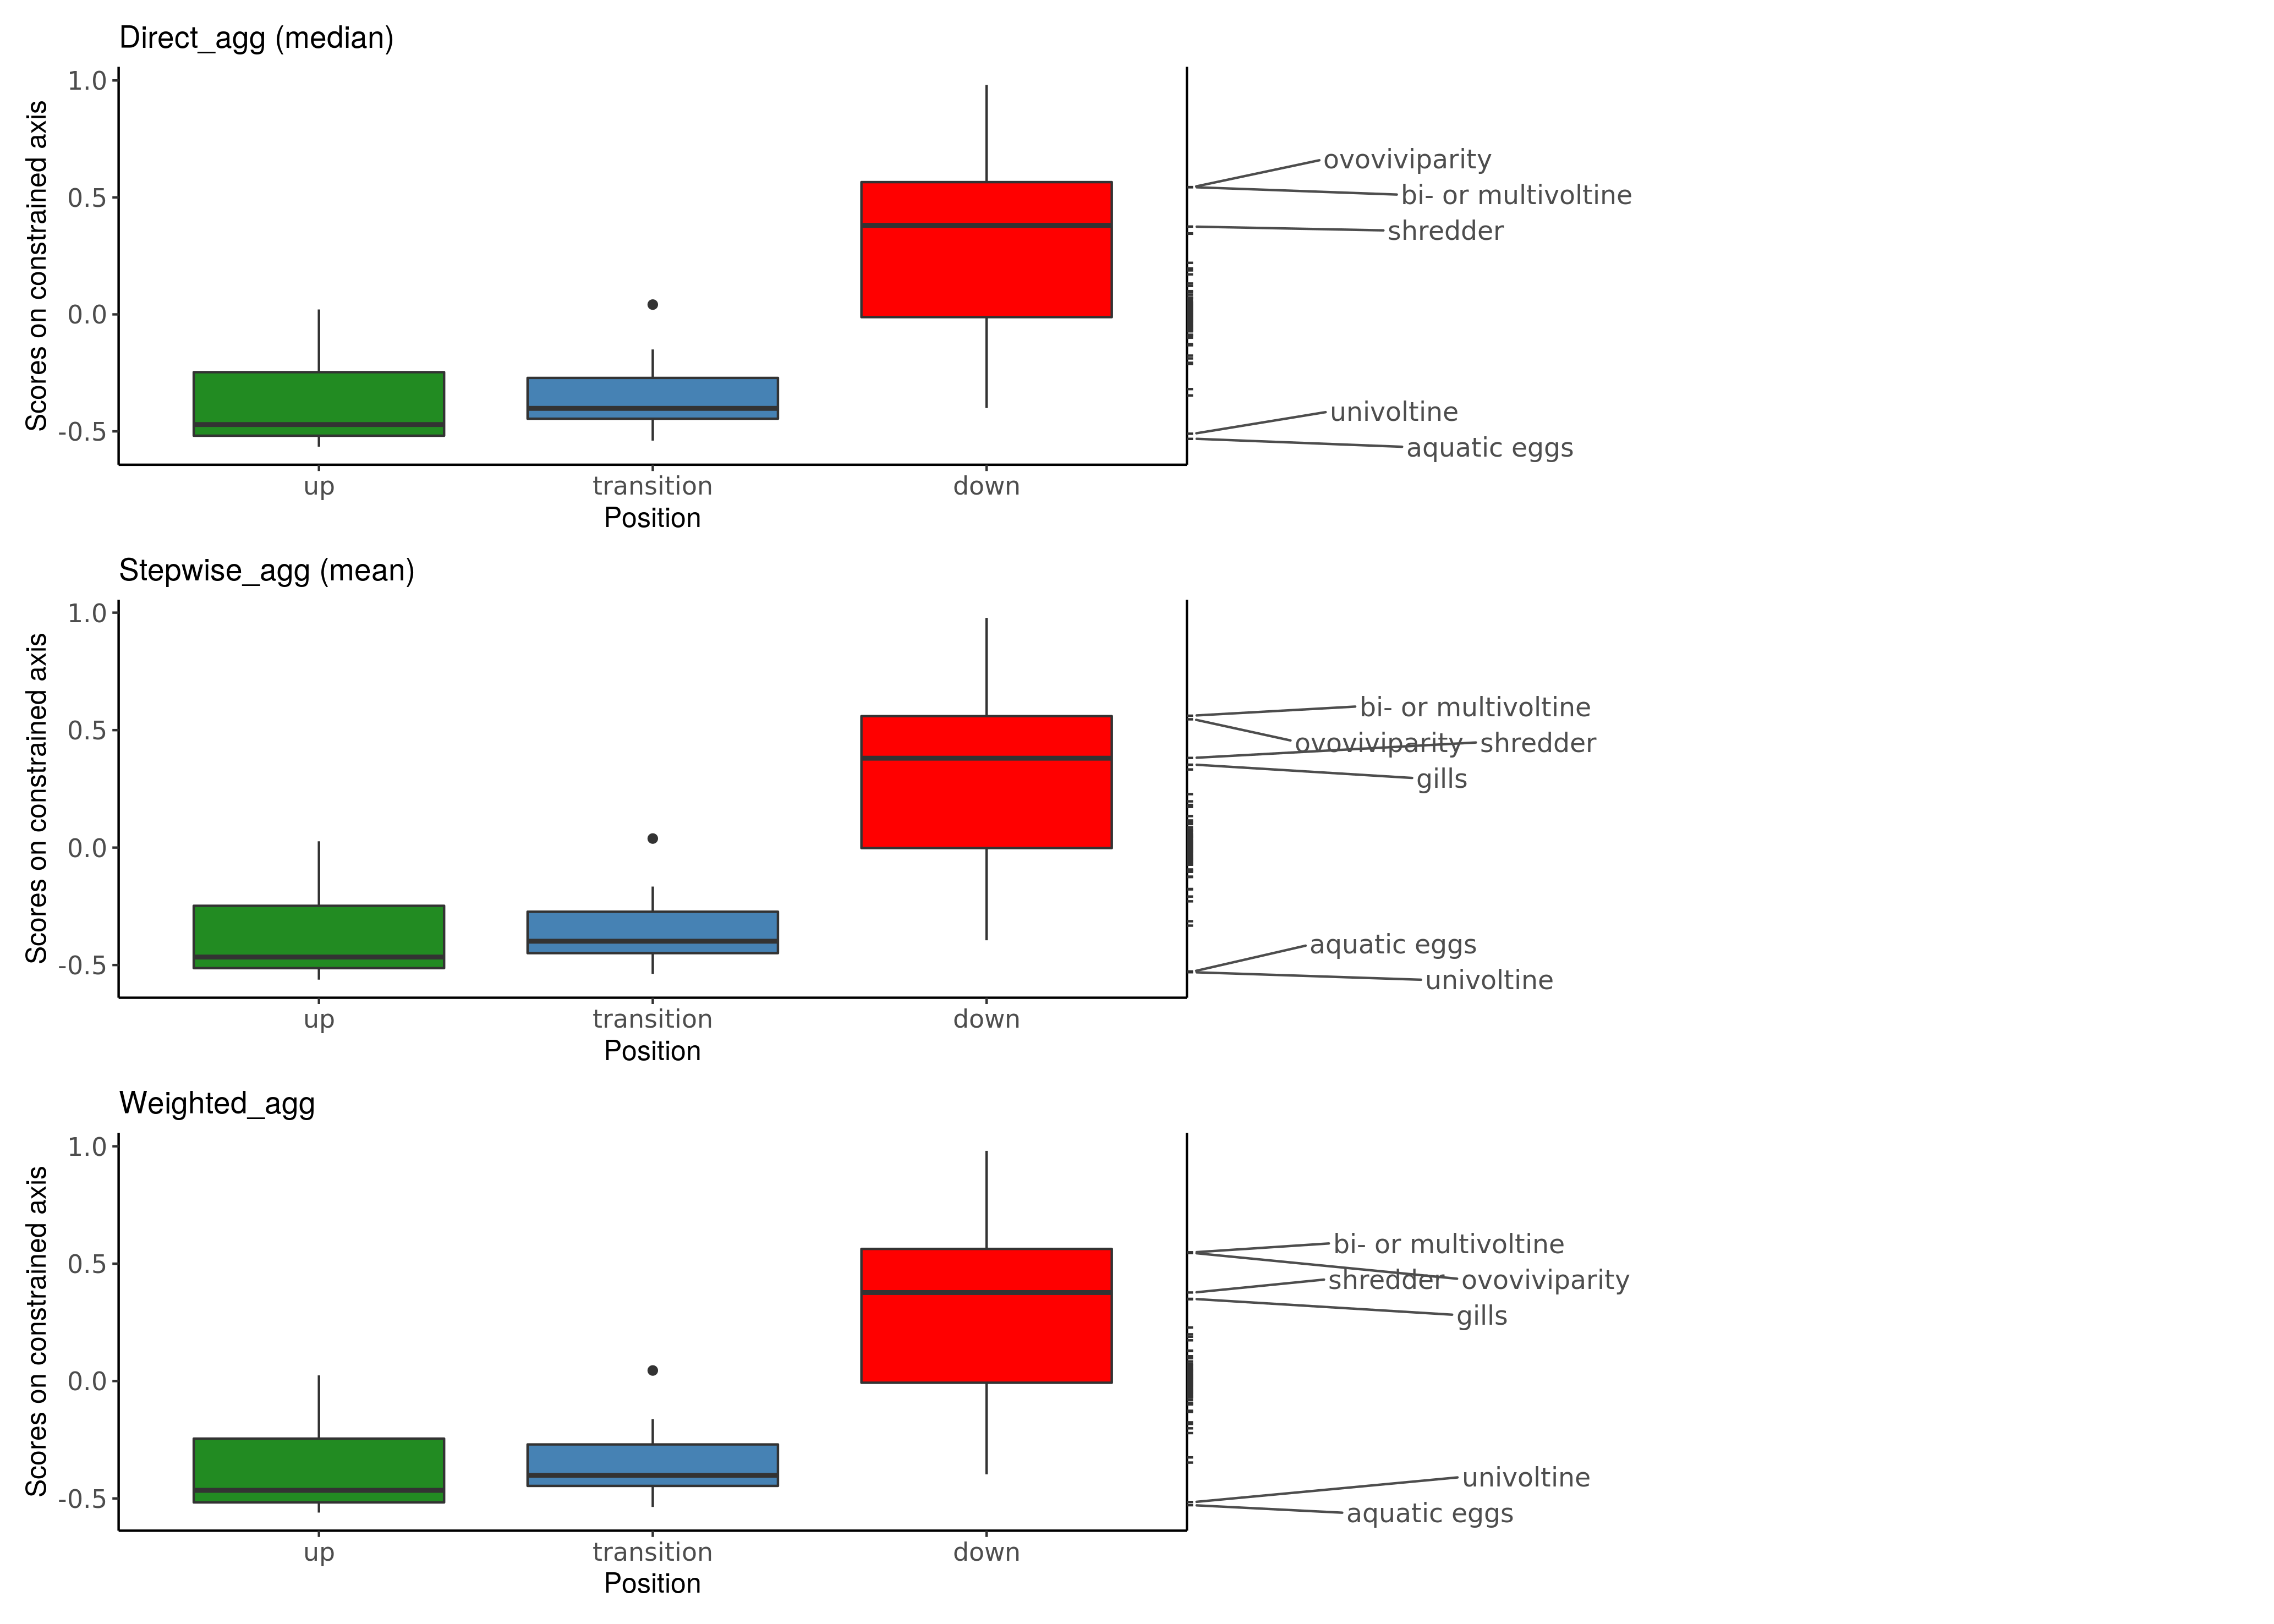 Direct_agg (median)
1.0
0.5
0.0
-0.5
Scores on constrained axis
up
transition
down
Position
ovoviviparity
bi- or multivoltine
shredder
univoltine
aquatic eggs
Stepwise_agg (mean)
1.0
0.5
0.0
-0.5
Scores on constrained axis
up
transition
down
Position
bi- or multivoltine
ovoviviparity shredder
gills
aquatic eggs
univoltine
Weighted_agg
1.0
0.5
0.0
-0.5
Scores on constrained axis
up
transition
down
Position
bi- or multivoltine
shredder ovoviviparity
gills
univoltine
aquatic eggs